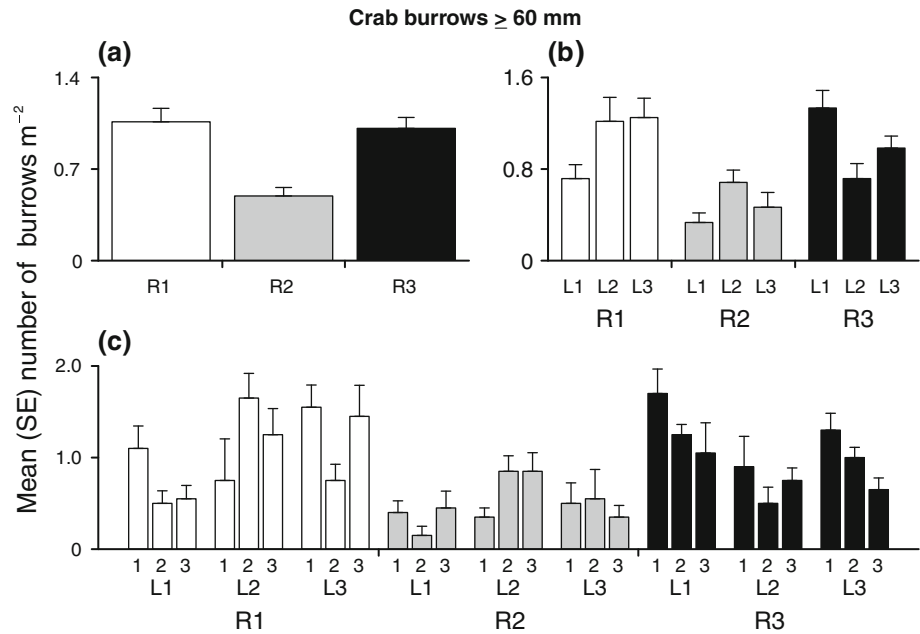 Crab burrows ≥ 60 mm
(a)
(b)
Mean (SE) number of burrows m⁻²
1.4
0.7
0
R1 R2 R3
1.6
0.8
0
L1 L2 L3 L1 L2 L3 L1 L2 L3
R1 R2 R3
(c)
2.0
1.0
0
1 2 3 1 2 3 1 2 3 1 2 3 1 2 3 1 2 3 1 2 3 1 2 3 1 2 3
L1 L2 L3 L1 L2 L3 L1 L2 L3
R1 R2 R3